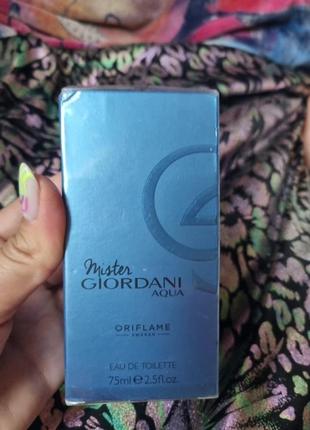 Mister
GIORDANI
AQUA
ORIFLAME
SWEDEN
EAU DE TOILETTE
75ml ℮ 2.5fl.oz.